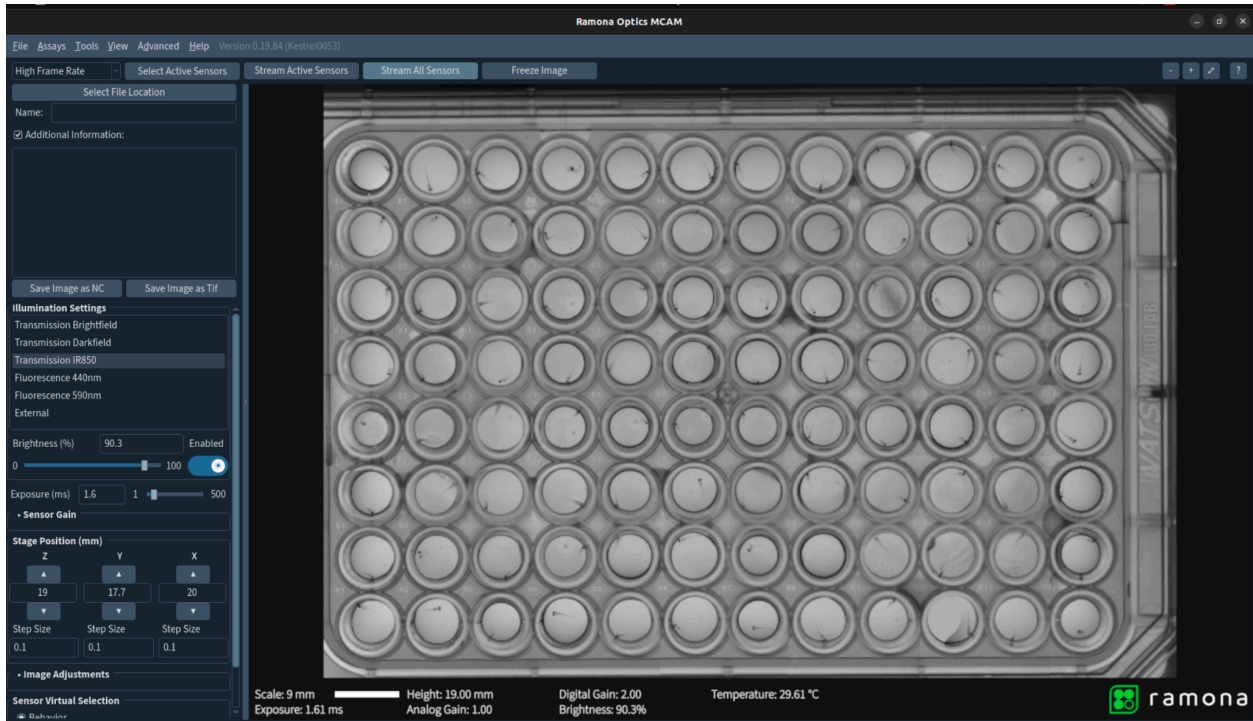 Ramona Optics MCAM
File Assays Tools View Advanced Help Version 0.19.84 (Kestrel0053)
High Frame Rate Select Active Sensors Stream Active Sensors Stream All Sensors Freeze Image - + ?
Select File Location
Name:
Additional Information:
Save Image as NC Save Image as Tif
Illumination Settings
Transmission Brightfield
Transmission Darkfield
Transmission IR850
Fluorescence 440nm
Fluorescence 590nm
External
Brightness (%) 90.3 Enabled
0 100
Exposure (ms) 1.6 1 500
Sensor Gain
Stage Position (mm)
Z Y X
19 17.7 20
Step Size Step Size Step Size
0.1 0.1 0.1
Image Adjustments
Sensor Virtual Selection
Behavior
WATSON
Scale: 9 mm Height: 19.00 mm Digital Gain: 2.00 Temperature: 29.61 °C
Exposure: 1.61 ms Analog Gain: 1.00 Brightness: 90.3%
ramona